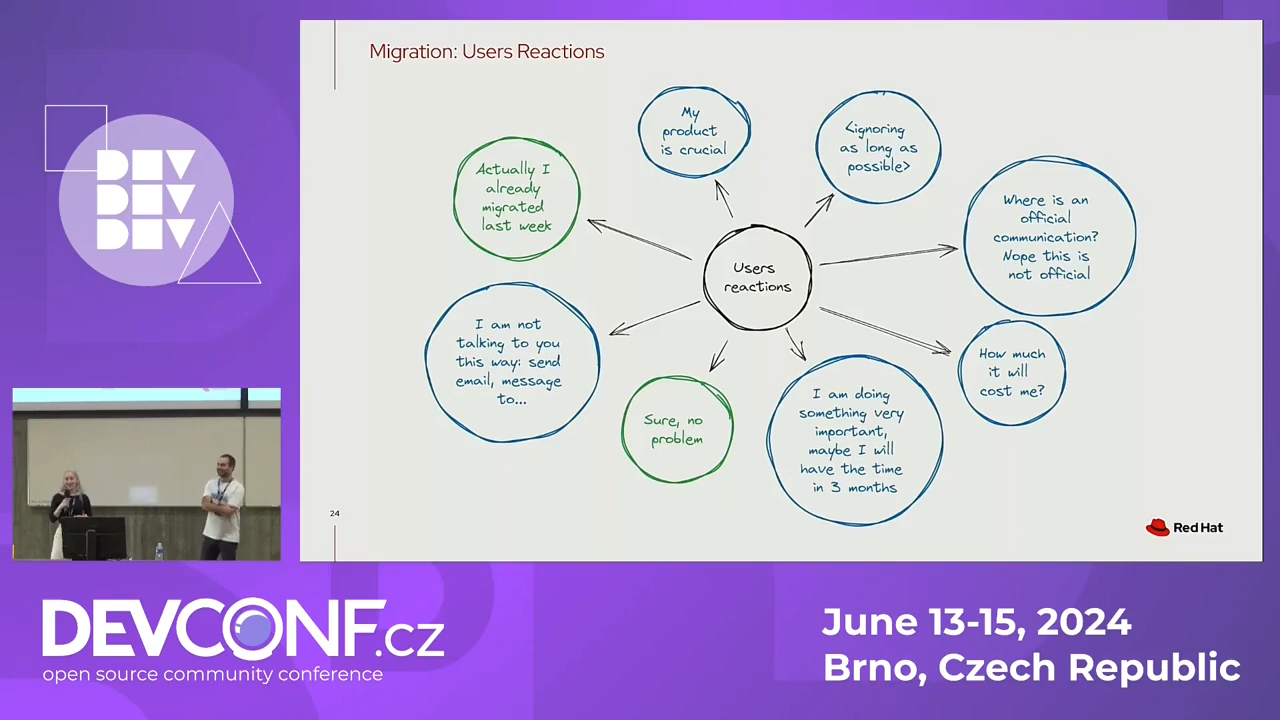 Migration: Users Reactions
My
product
is crucial
<ignoring
as long as
possible>
Actually I
already
migrated
last week
Where is an
official
communication?
Nope this is
not official
Users
reactions
I am not
talking to you
this way: send
email, message
to...
How much
it will
cost me?
Sure, no
problem
I am doing
something very
important,
maybe I will
have the time
in 3 months
24
Red Hat
DEV
DEV
DEV
DEVCONF.cz
open source community conference
June 13-15, 2024
Brno, Czech Republic